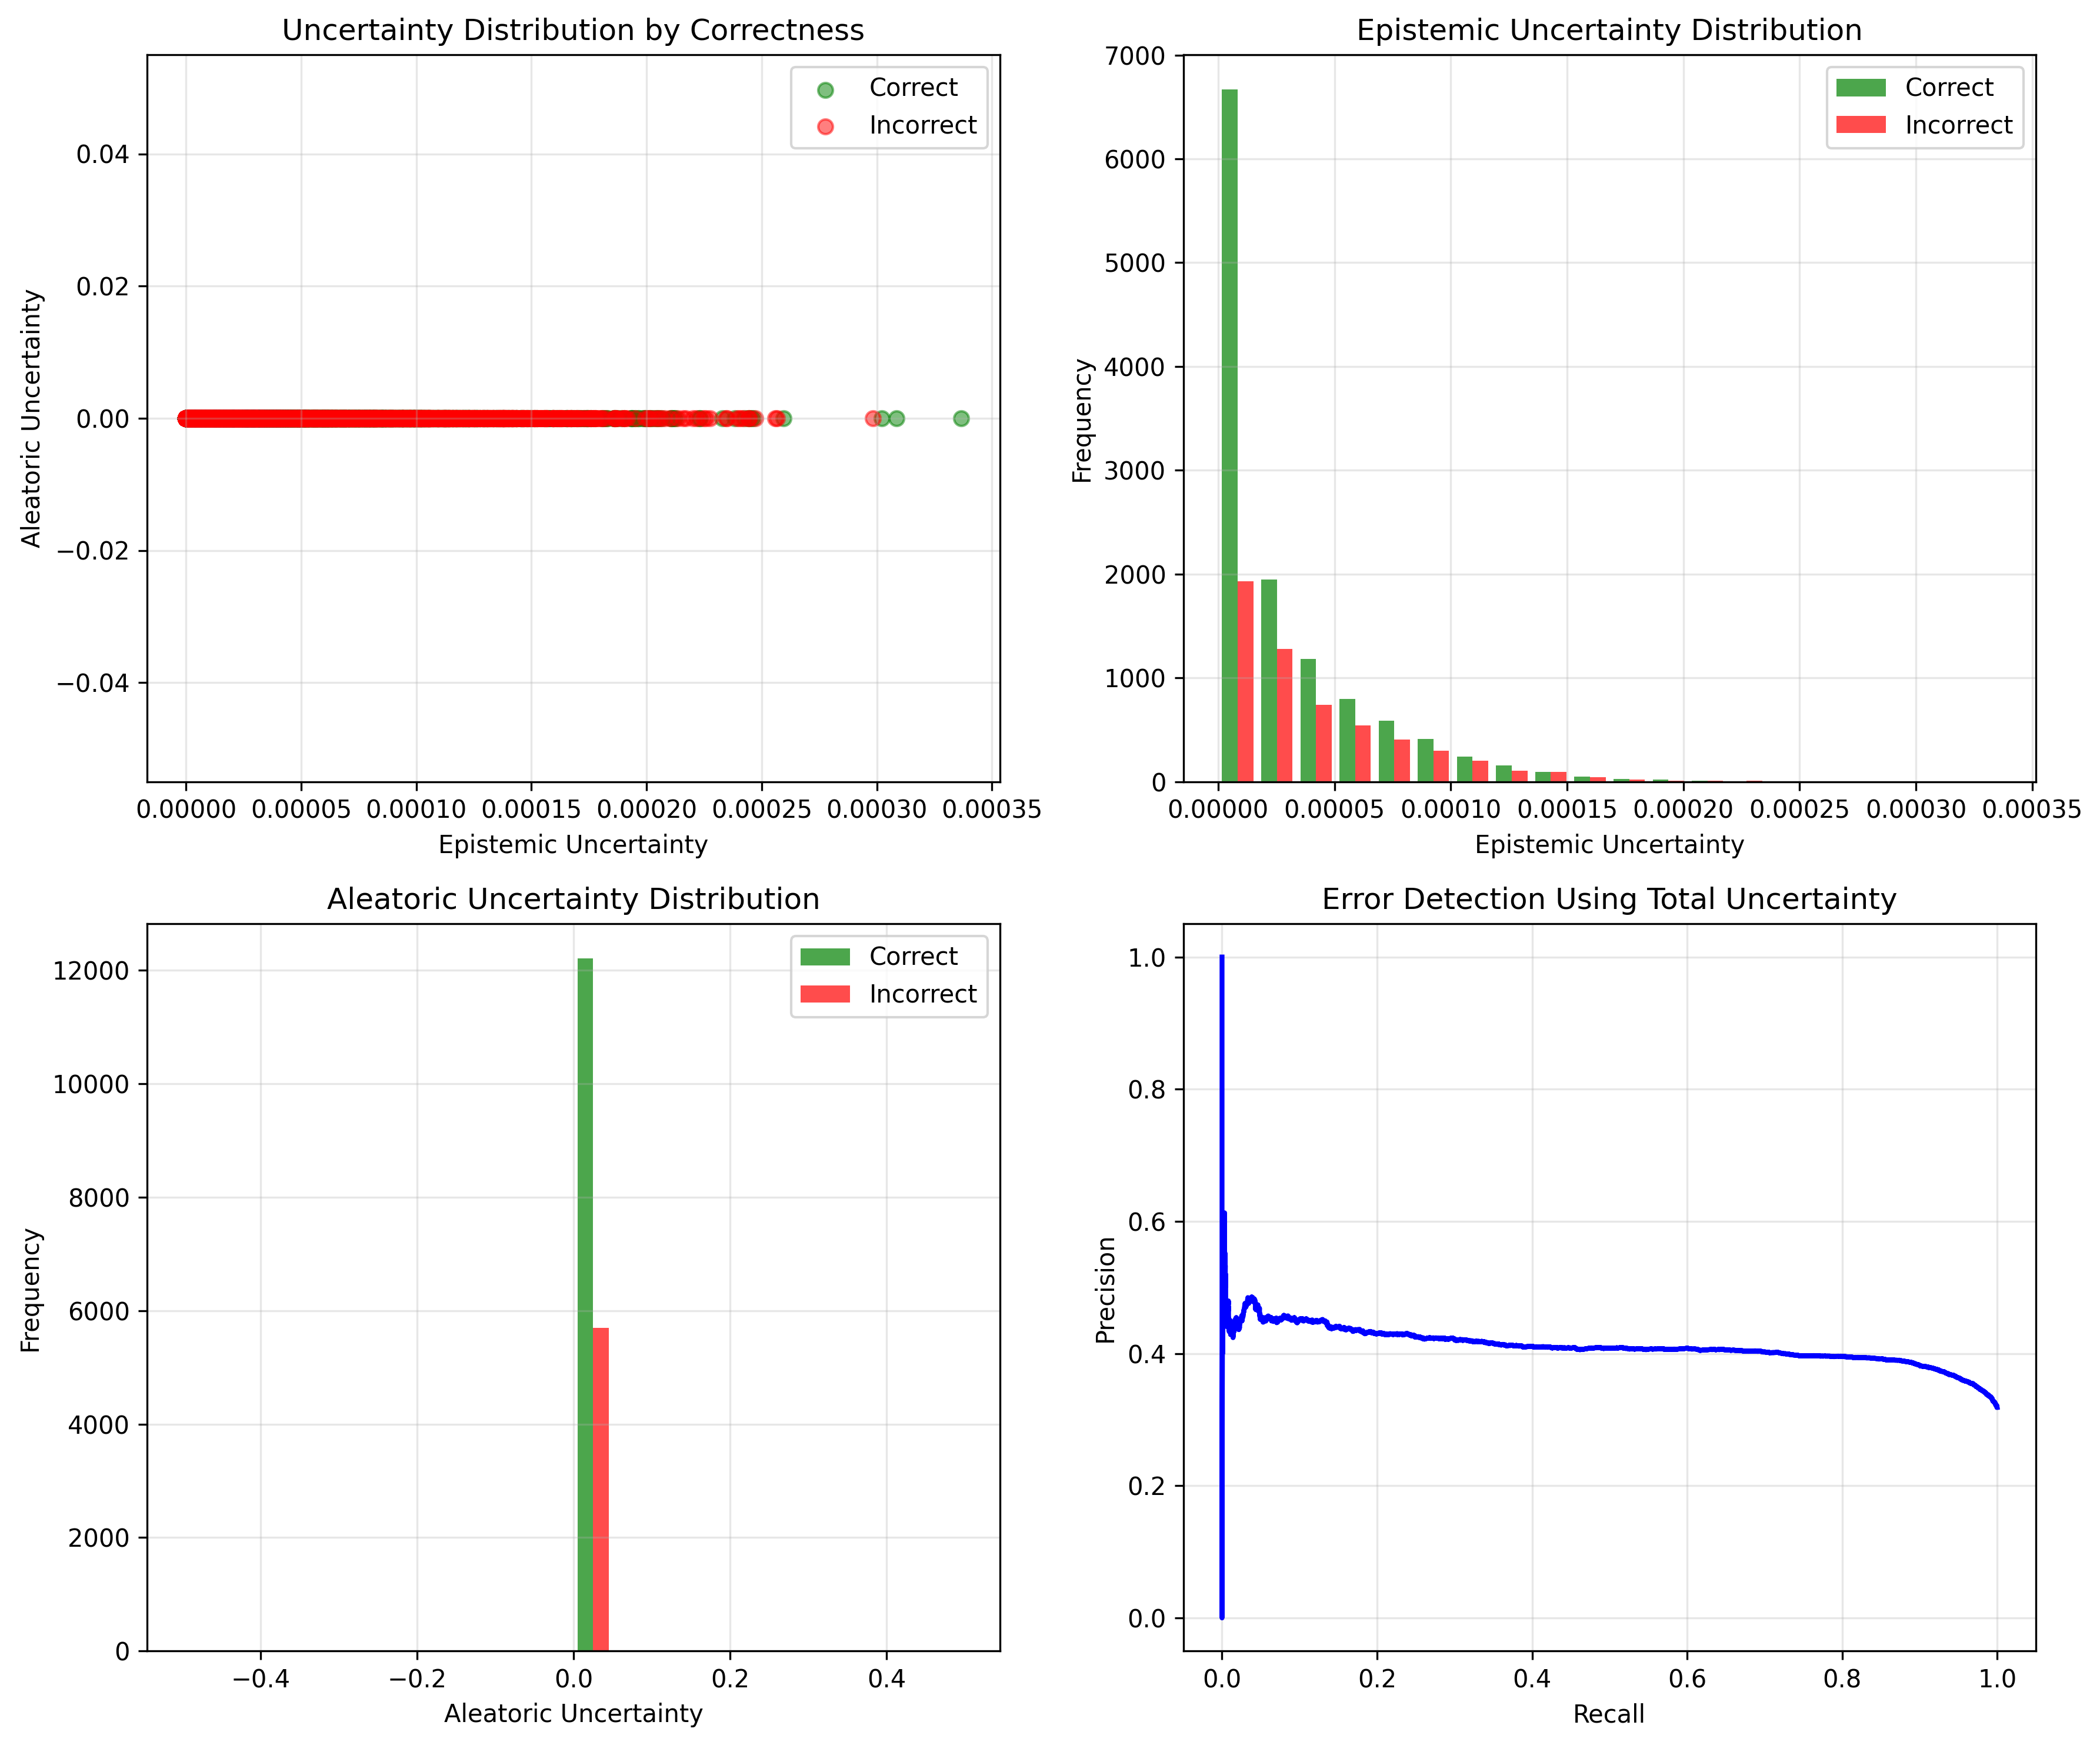 Uncertainty Distribution by Correctness
Correct
Incorrect
0.04
0.02
0.00
−0.02
−0.04
Aleatoric Uncertainty
0.00000 0.00005 0.00010 0.00015 0.00020 0.00025 0.00030 0.00035
Epistemic Uncertainty
Epistemic Uncertainty Distribution
Correct
Incorrect
7000
6000
5000
4000
3000
2000
1000
0
Frequency
0.00000 0.00005 0.00010 0.00015 0.00020 0.00025 0.00030 0.00035
Epistemic Uncertainty
Aleatoric Uncertainty Distribution
Correct
Incorrect
12000
10000
8000
6000
4000
2000
0
Frequency
−0.4 −0.2 0.0 0.2 0.4
Aleatoric Uncertainty
Error Detection Using Total Uncertainty
1.0
0.8
0.6
0.4
0.2
0.0
Precision
0.0 0.2 0.4 0.6 0.8 1.0
Recall